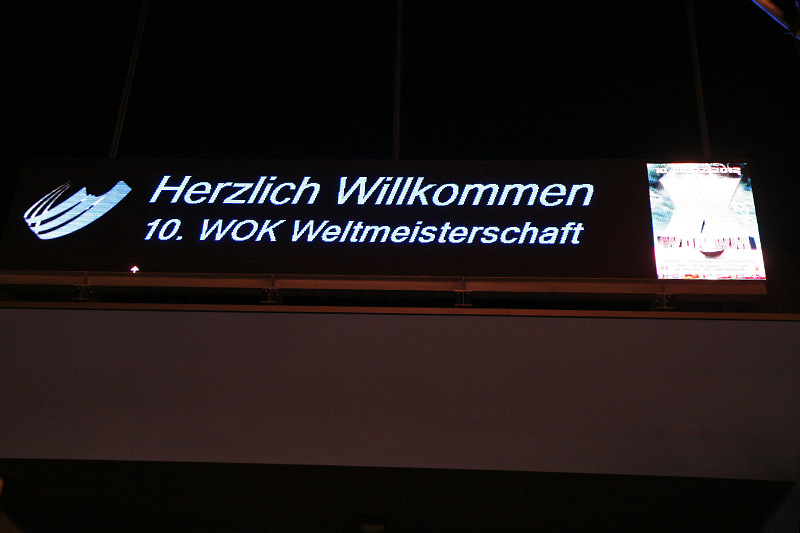 Herzlich Willkommen
10. WOK Weltmeisterschaft